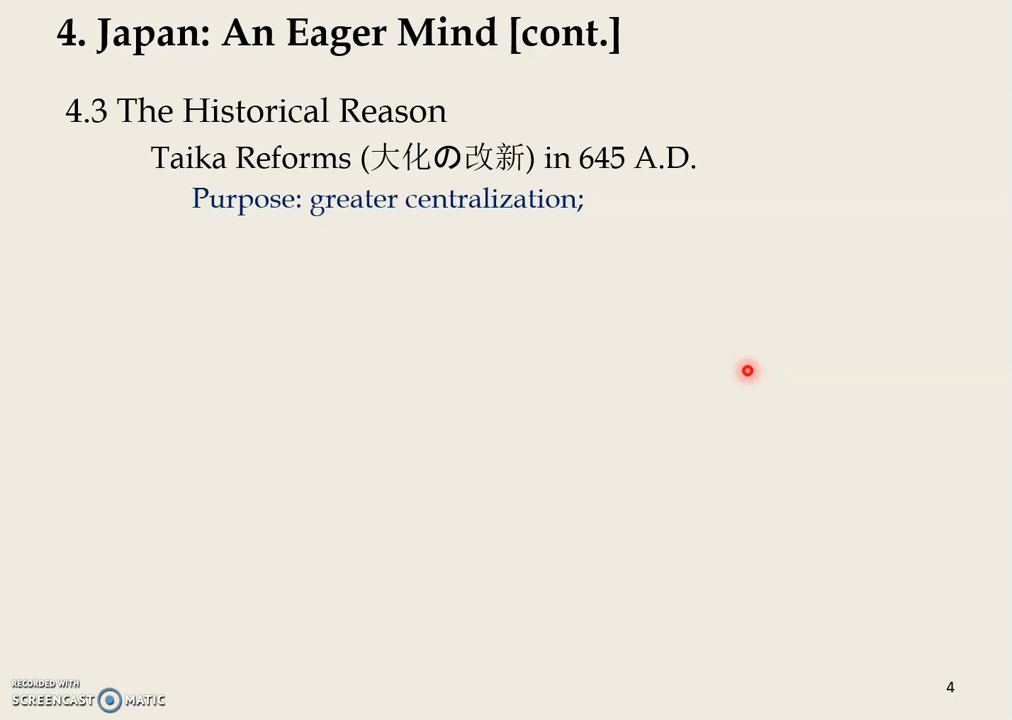 4. Japan: An Eager Mind [cont.]
4.3 The Historical Reason
Taika Reforms (大化の改新) in 645 A.D.
Purpose: greater centralization;
RECORDED WITH
SCREENCAST MATIC
4